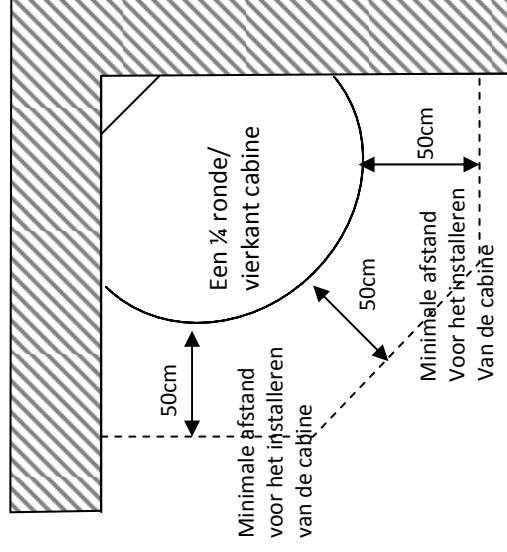 Een ¼ ronde/
vierkant cabine
50cm
50cm
50cm
Minimale afstand
voor het installeren
van de cabine
Minimale afstand
Voor het installeren
Van de cabine